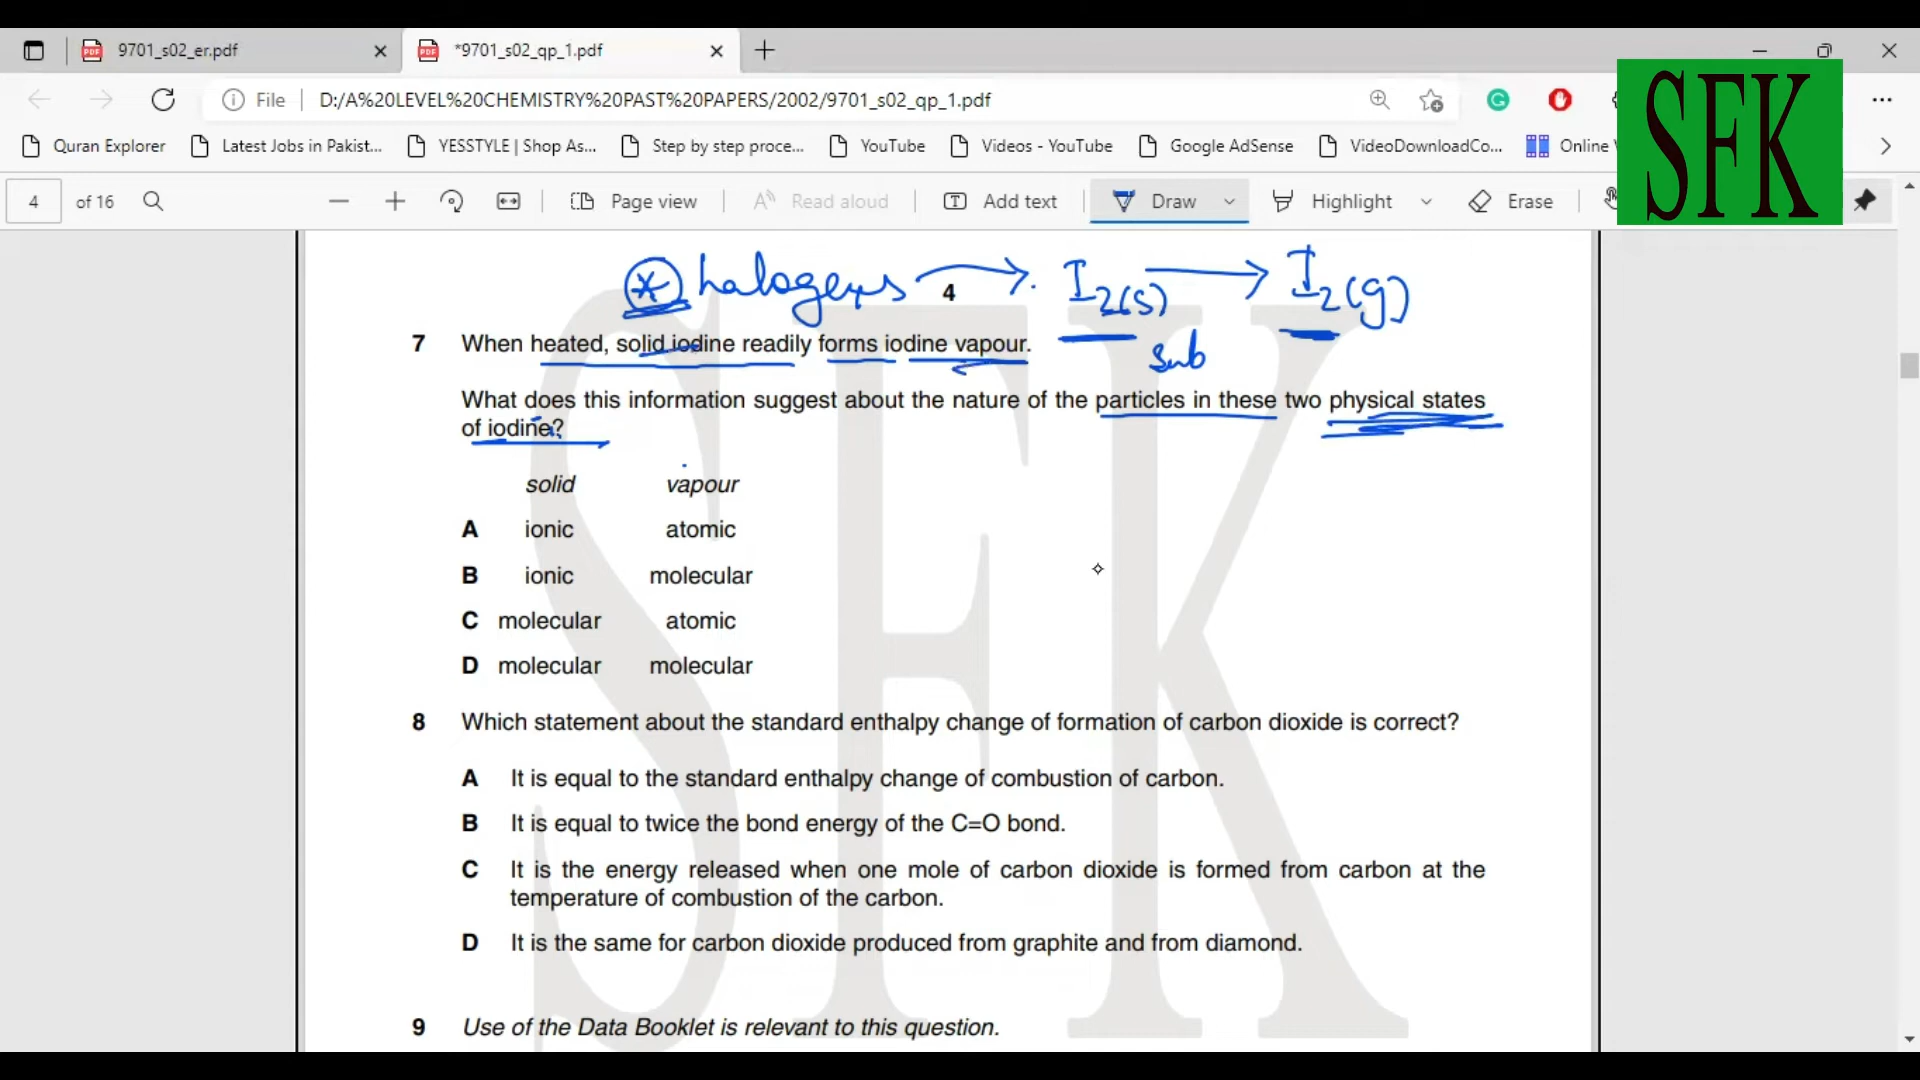 9701_s02_er.pdf
*9701_s02_qp_1.pdf
File
D:/A%20LEVEL%20CHEMISTRY%20PAST%20PAPERS/2002/9701_s02_qp_1.pdf
Quran Explorer
Latest Jobs in Pakist...
YESSTYLE | Shop As...
Step by step proce...
YouTube
Videos - YouTube
Google AdSense
VideoDownloadCo...
Online
SFK
4 of 16
Page view
Read aloud
Add text
Draw
Highlight
Erase
* halogens → I2(s) → I2(g)
4
sub
7 When heated, solid iodine readily forms iodine vapour.
What does this information suggest about the nature of the particles in these two physical states
of iodine?
solid vapour
A ionic atomic
B ionic molecular
C molecular atomic
D molecular molecular
8 Which statement about the standard enthalpy change of formation of carbon dioxide is correct?
A It is equal to the standard enthalpy change of combustion of carbon.
B It is equal to twice the bond energy of the C=O bond.
C It is the energy released when one mole of carbon dioxide is formed from carbon at the
temperature of combustion of the carbon.
D It is the same for carbon dioxide produced from graphite and from diamond.
9 Use of the Data Booklet is relevant to this question.
SFK